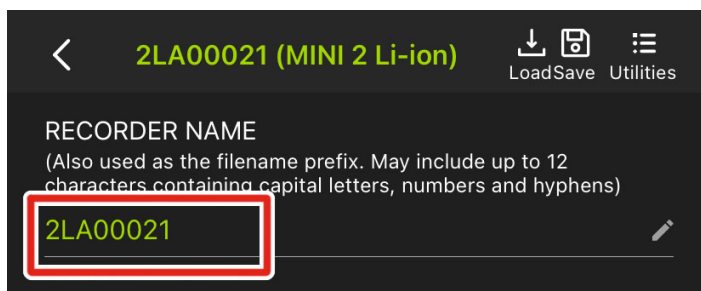 2LA00021 (MINI 2 Li-ion)
Load Save Utilities
RECORDER NAME
(Also used as the filename prefix. May include up to 12
characters containing capital letters, numbers and hyphens)
2LA00021